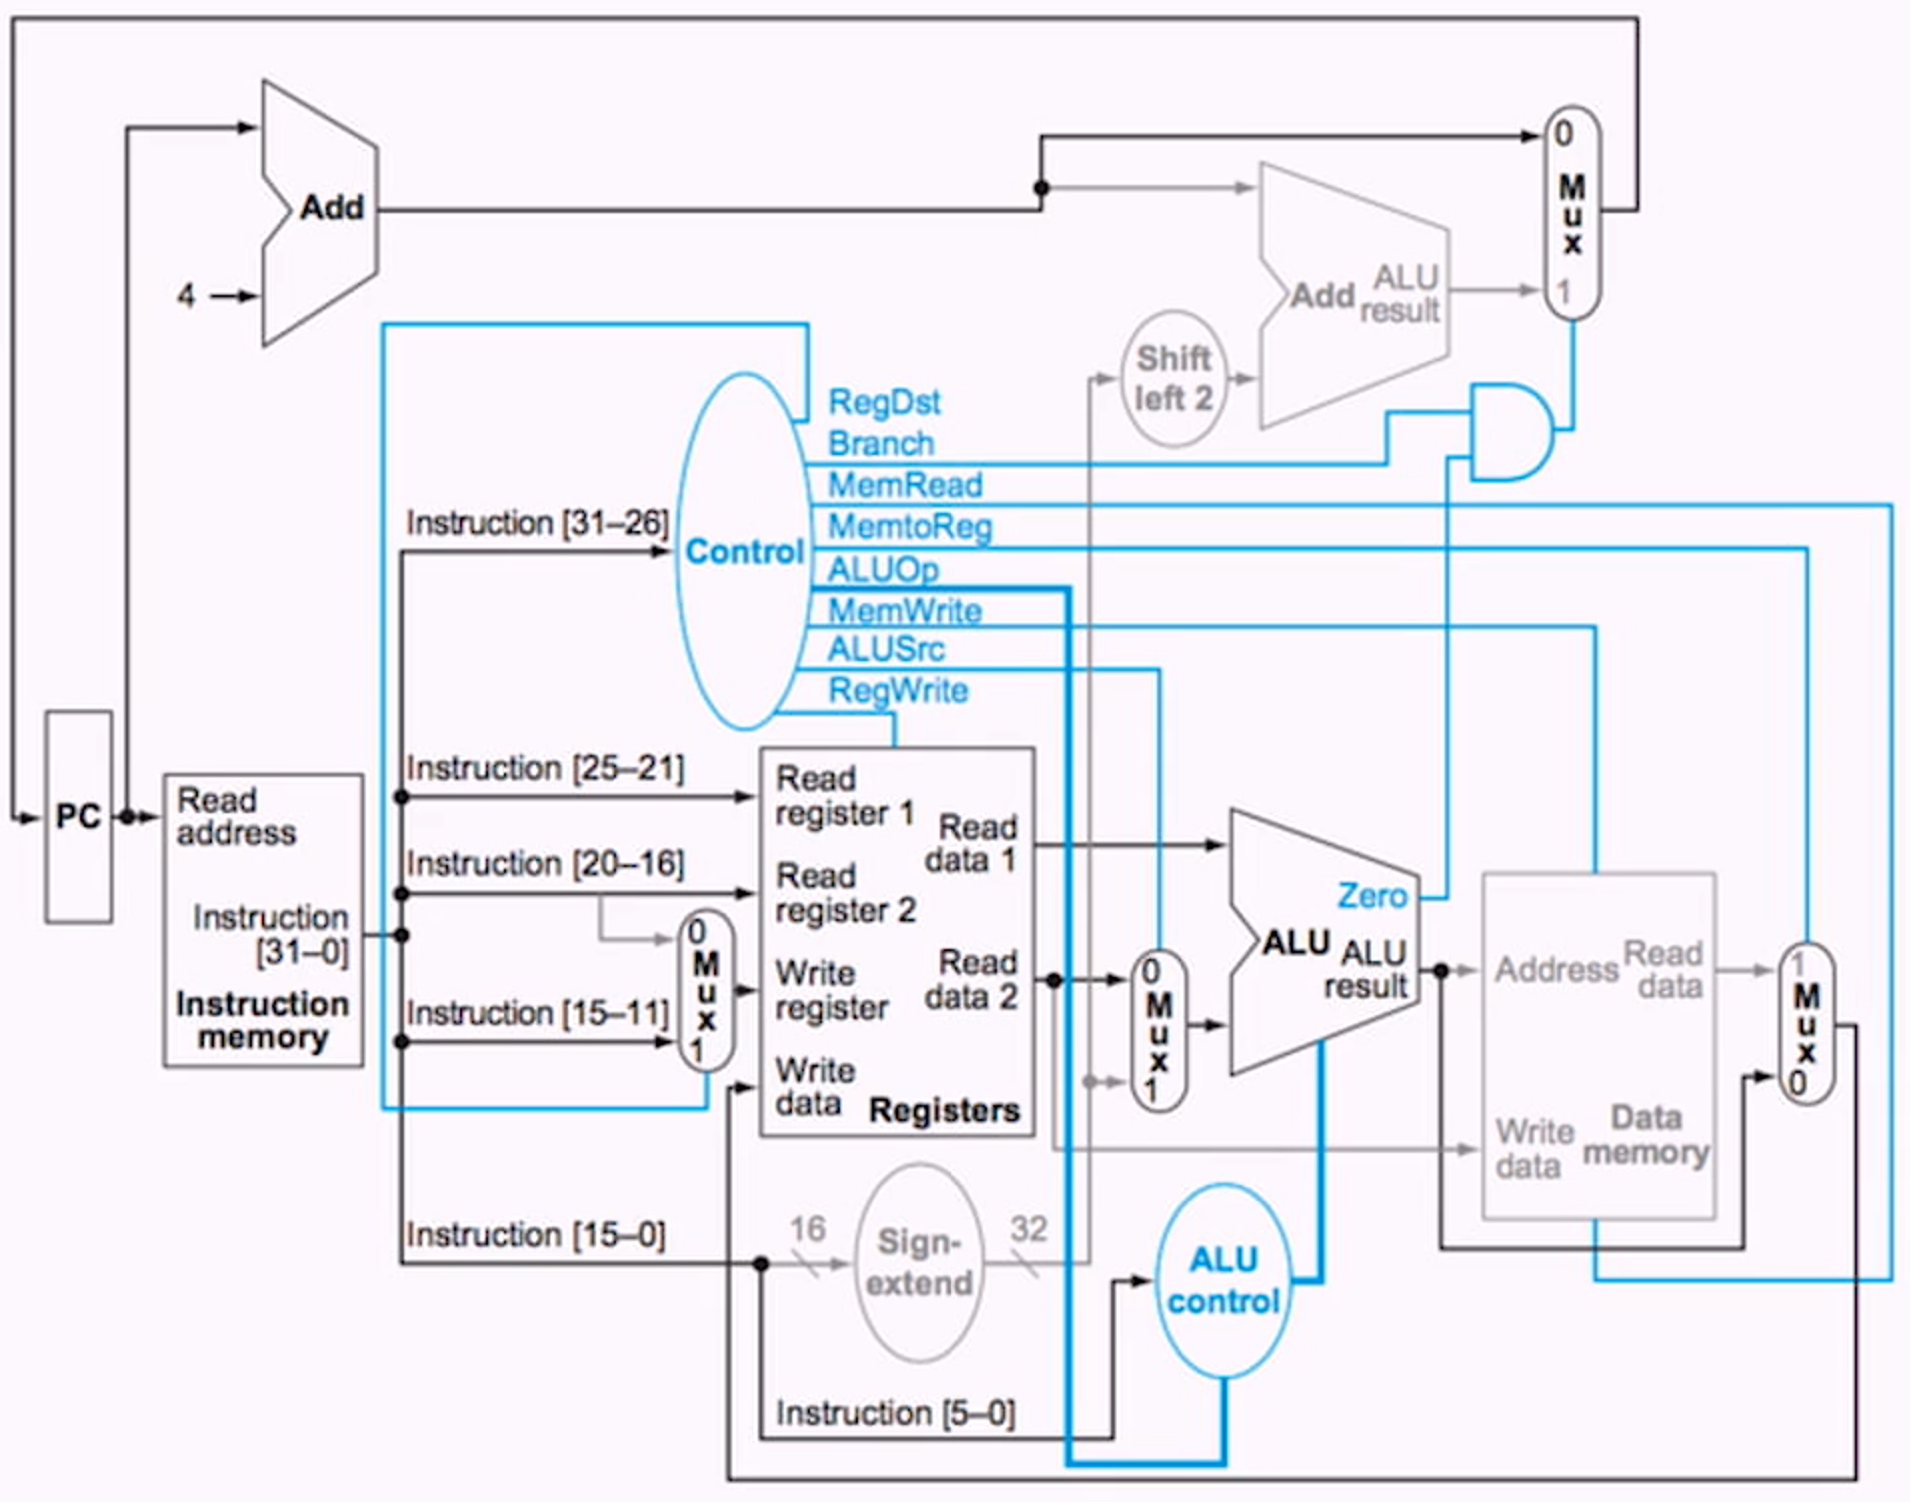 0
M
u
x
1
Add
4
Add
ALU
result
Shift
left 2
RegDst
Branch
MemRead
MemtoReg
ALUOp
MemWrite
ALUSrc
RegWrite
Control
Instruction [31–26]
Instruction [25–21]
Instruction [20–16]
Instruction [15–11]
Instruction [15–0]
Instruction [5–0]
PC
Read
address
Instruction
[31–0]
Instruction
memory
0
M
u
x
1
Read
register 1
Read
register 2
Write
register
Write
data
Read
data 1
Read
data 2
Registers
0
M
u
x
1
Zero
ALU
ALU
result
Address
Read
data
Write
data
Data
memory
1
M
u
x
0
16
Sign-
extend
32
ALU
control